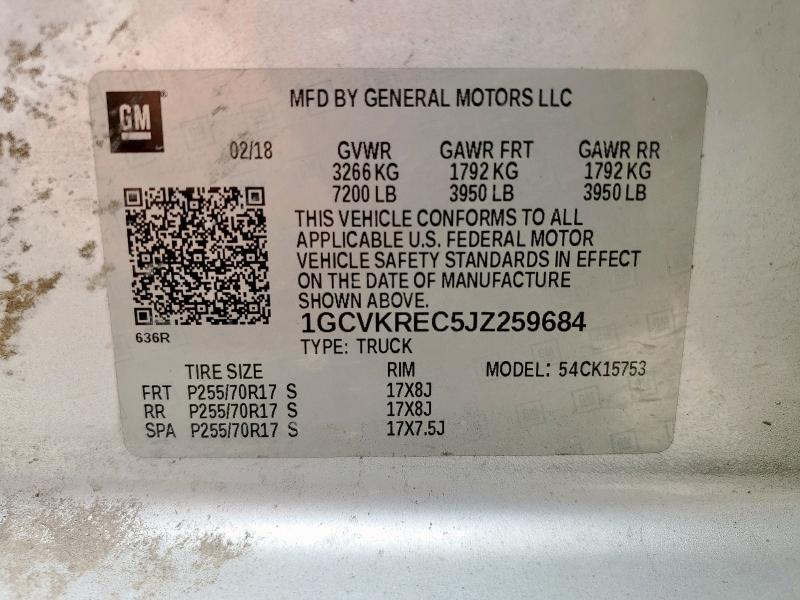 GM
MFD BY GENERAL MOTORS LLC
02/18 GVWR GAWR FRT GAWR RR
3266 KG 1792 KG 1792 KG
7200 LB 3950 LB 3950 LB
THIS VEHICLE CONFORMS TO ALL
APPLICABLE U.S. FEDERAL MOTOR
VEHICLE SAFETY STANDARDS IN EFFECT
ON THE DATE OF MANUFACTURE
SHOWN ABOVE.
1GCVKREC5JZ259684
636R
TYPE: TRUCK
TIRE SIZE RIM MODEL: 54CK15753
FRT P255/70R17 S 17X8J
RR P255/70R17 S 17X8J
SPA P255/70R17 S 17X7.5J